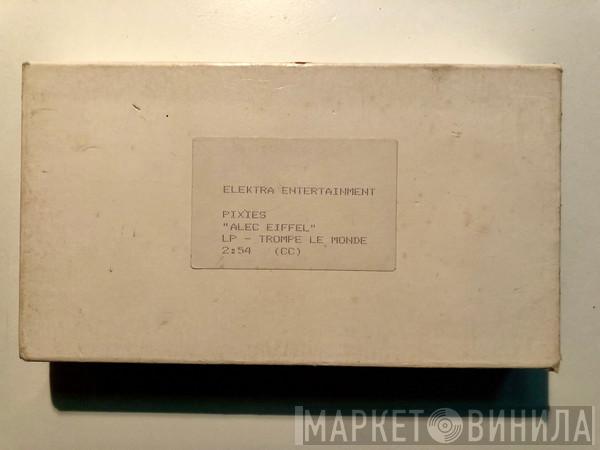 ELEKTRA ENTERTAINMENT
PIXIES
"ALEC EIFFEL"
LP - TROMPE LE MONDE
2:54 (CC)
МАРКЕТ ВИНИЛА